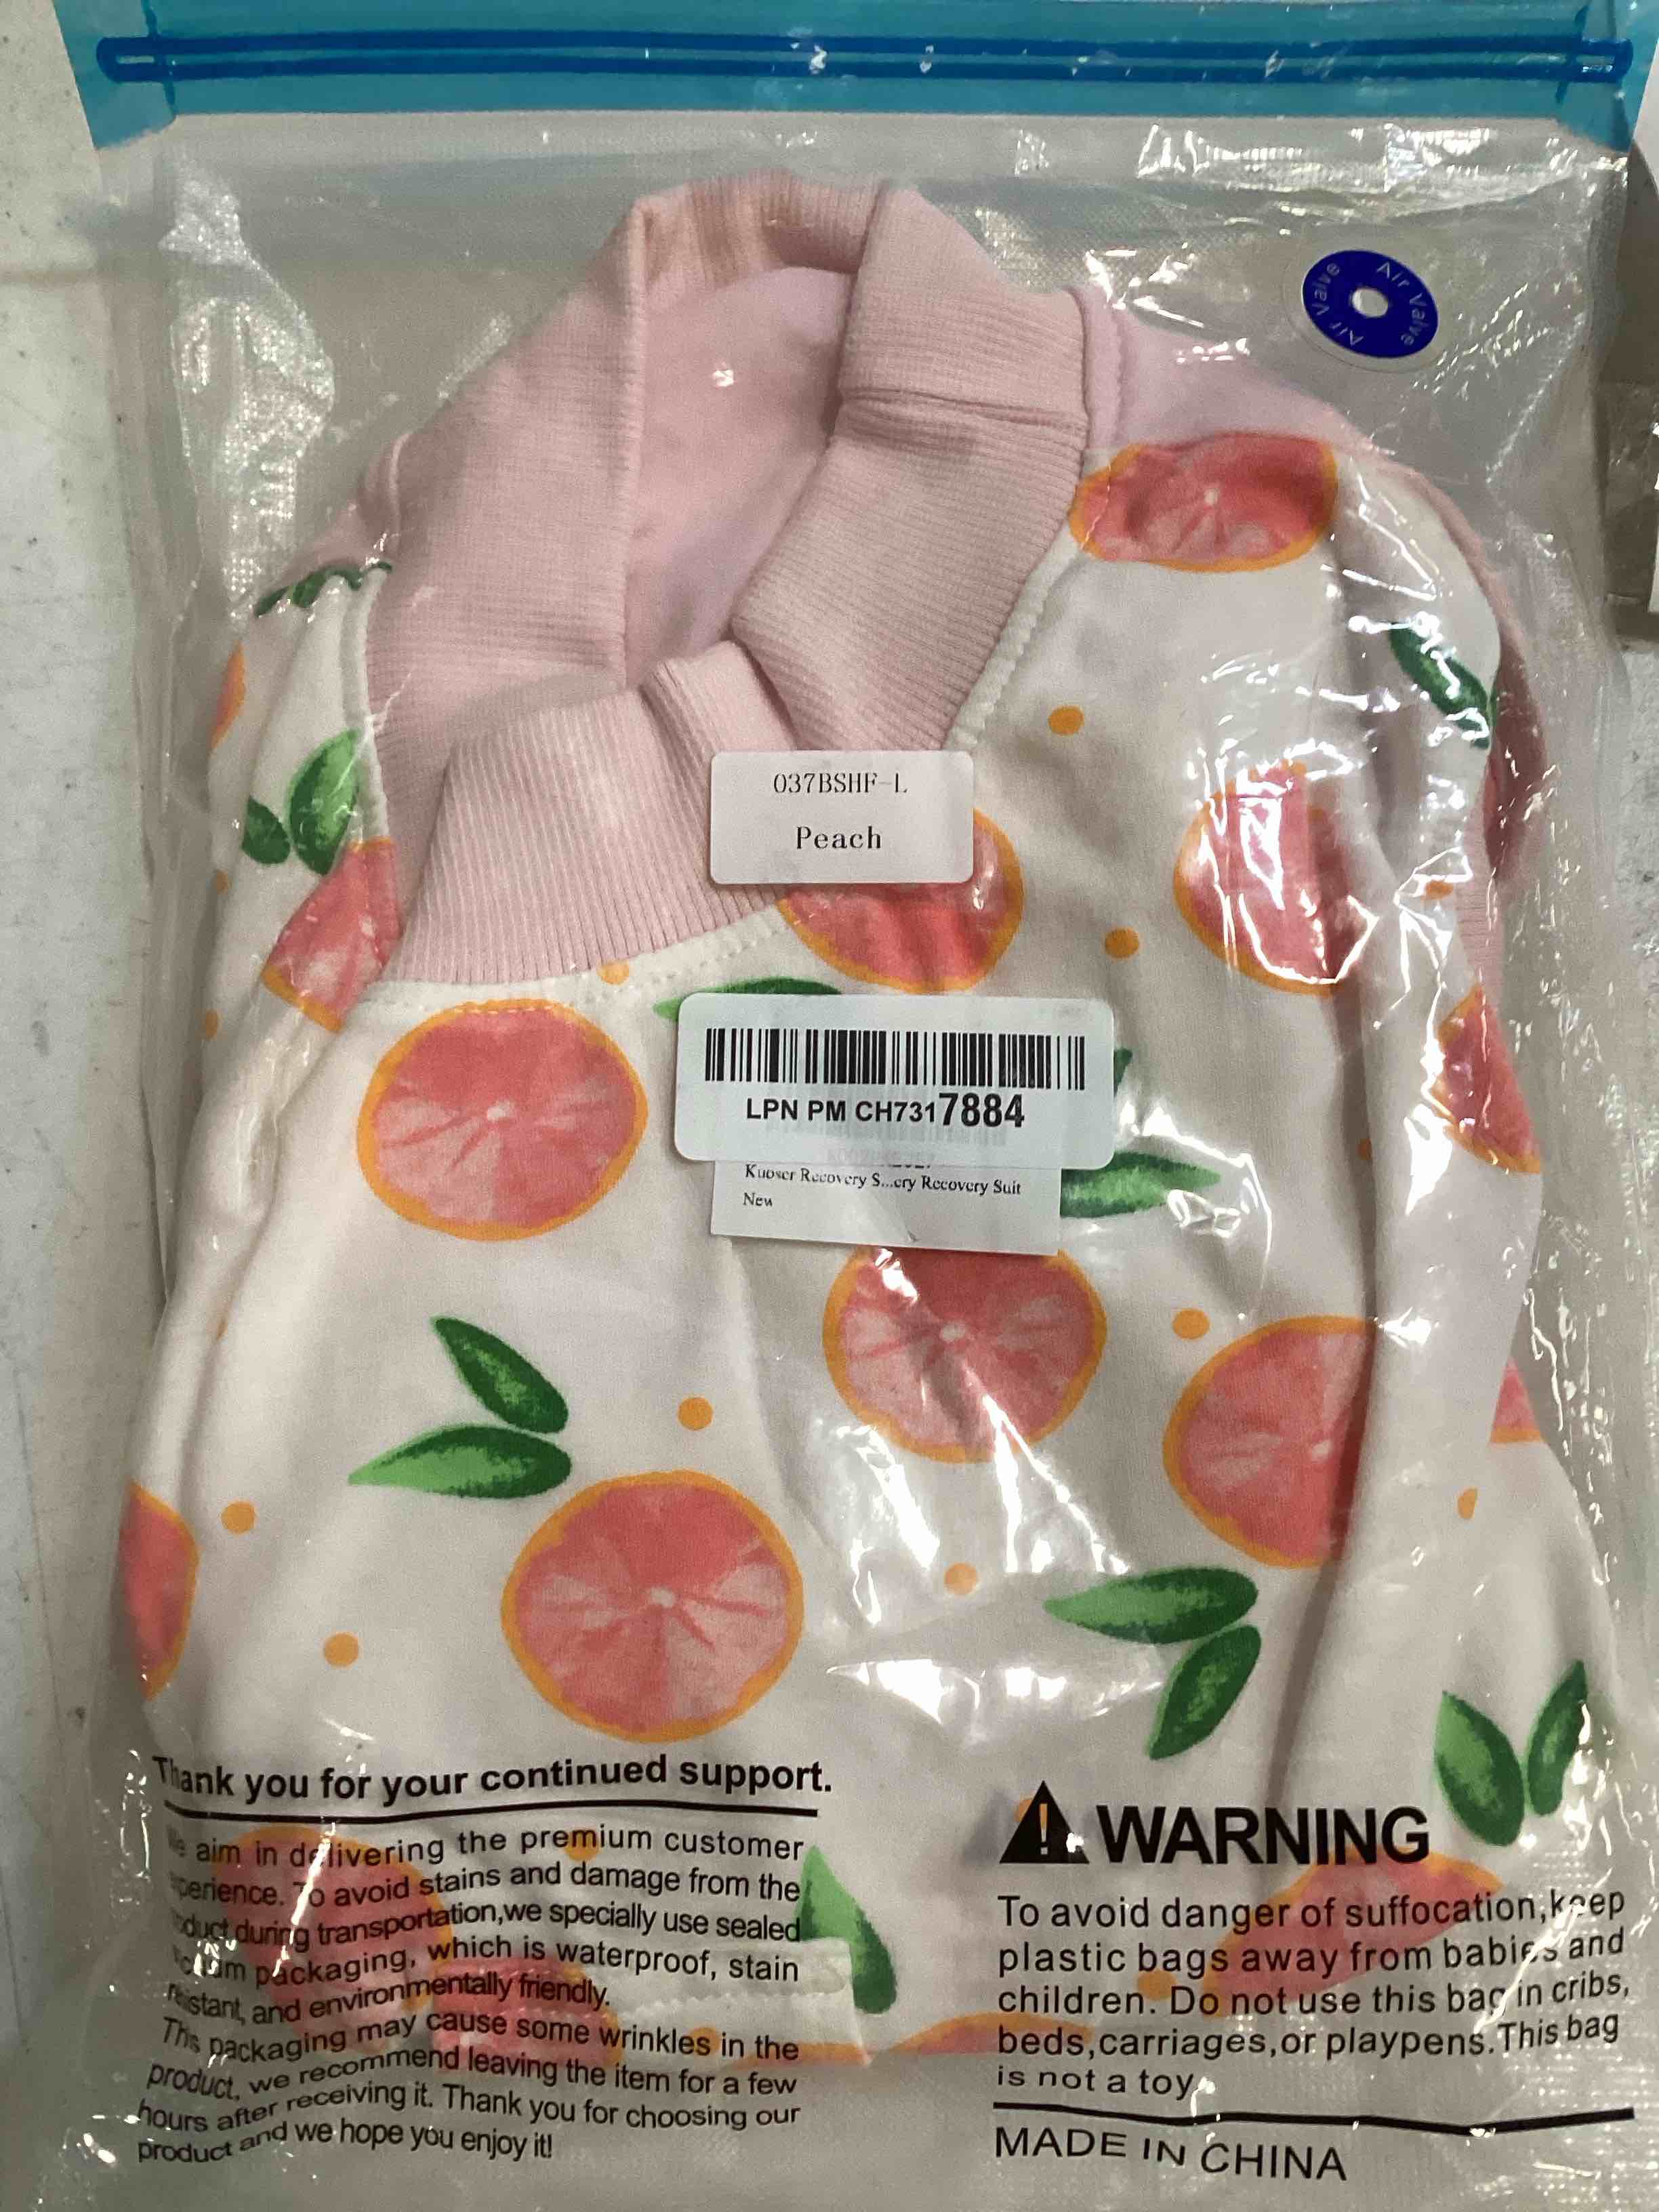 Air Valve
Air Valve
037BSHF-L
Peach
LPN PM CH7317884
Kuoser Recovery S...ery Recovery Suit
New
Thank you for your continued support.
aim in delivering the premium customer
To avoid stains and damage from the
during transportation,we specially use sealed
packaging, which is waterproof, stain
and environmentally friendly.
This packaging may cause some wrinkles in the
product, we recommend leaving the item for a few
hours after receiving it. Thank you for choosing our
product and we hope you enjoy it!
WARNING
To avoid danger of suffocation,keep
plastic bags away from babies and
children. Do not use this bag in cribs,
beds,carriages,or playpens.This bag
is not a toy.
MADE IN CHINA